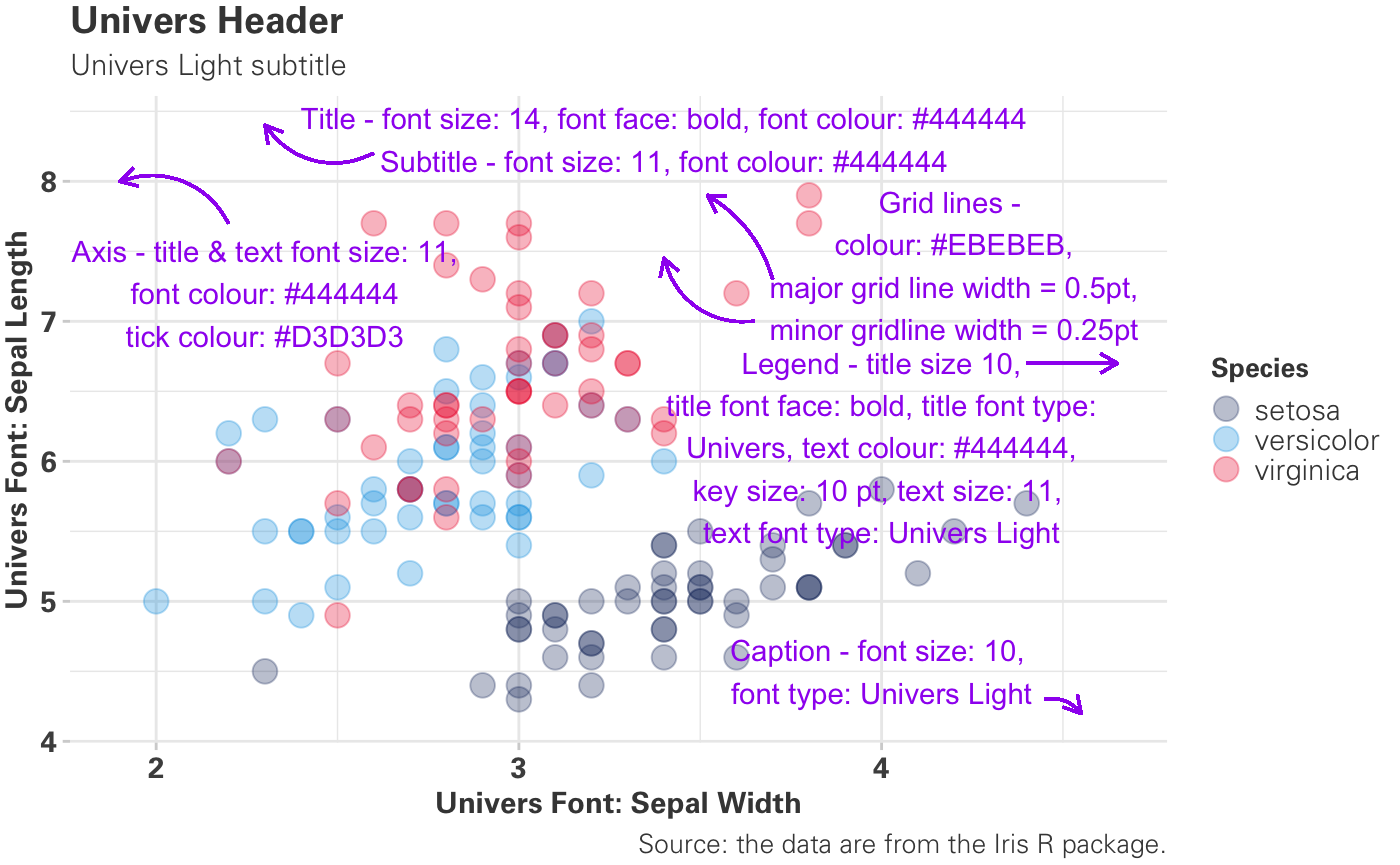 Univers Header
Univers Light subtitle
Title - font size: 14, font face: bold, font colour: #444444
Subtitle - font size: 11, font colour: #444444
Grid lines -
colour: #EBEBEB,
major grid line width = 0.5pt,
minor gridline width = 0.25pt
Axis - title & text font size: 11,
font colour: #444444
tick colour: #D3D3D3
Legend - title size 10,
title font face: bold, title font type:
Univers, text colour: #444444,
key size: 10 pt, text size: 11,
text font type: Univers Light
Caption - font size: 10,
font type: Univers Light
Species
setosa
versicolor
virginica
Univers Font: Sepal Length
8
7
6
5
4
2
3
4
Univers Font: Sepal Width
Source: the data are from the Iris R package.